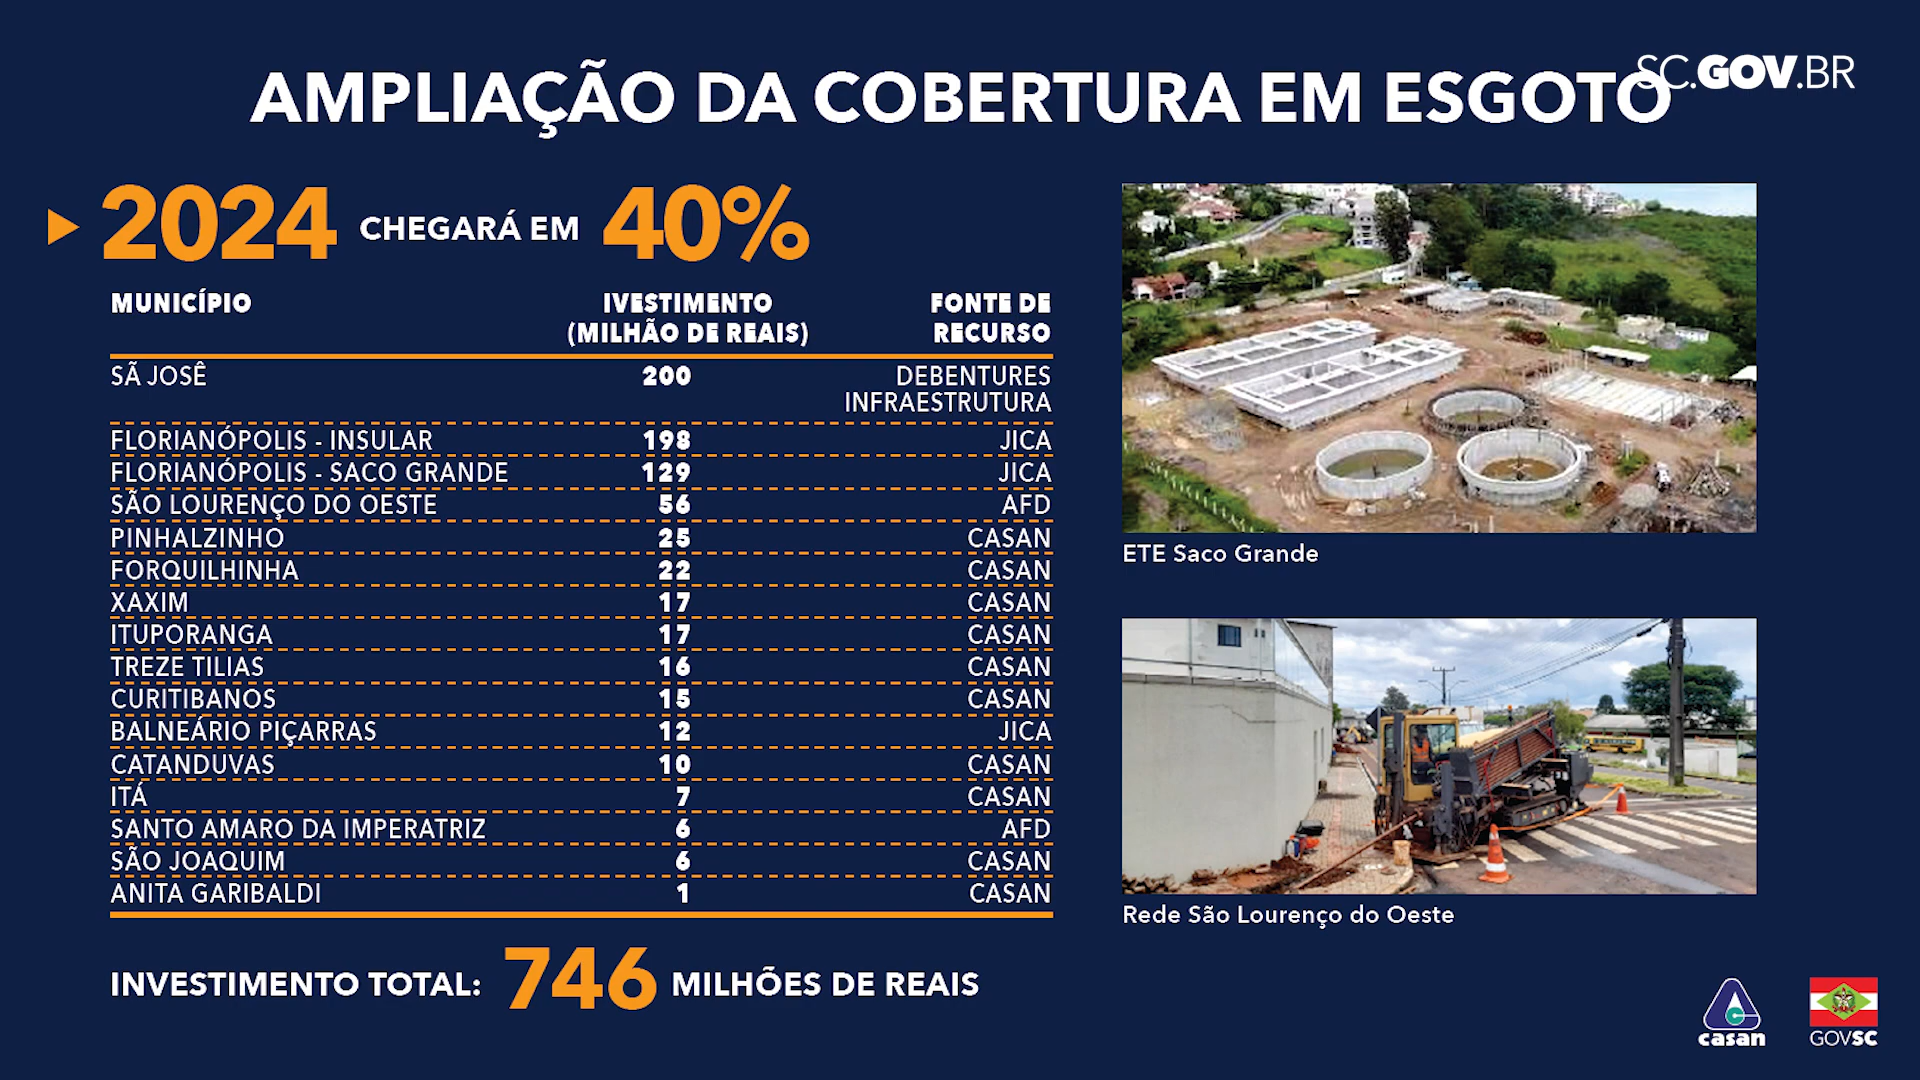 AMPLIAÇÃO DA COBERTURA EM ESGOTO
SC.GOV.BR
2024 CHEGARÁ EM 40%
MUNICÍPIO IVESTIMENTO (MILHÃO DE REAIS) FONTE DE RECURSO
SÃ JOSÊ 200 DEBENTURES INFRAESTRUTURA
FLORIANÓPOLIS - INSULAR 198 JICA
FLORIANÓPOLIS - SACO GRANDE 129 JICA
SÃO LOURENÇO DO OESTE 56 AFD
PINHALZINHO 25 CASAN
FORQUILHINHA 22 CASAN
XAXIM 17 CASAN
ITUPORANGA 17 CASAN
TREZE TILIAS 16 CASAN
CURITIBANOS 15 CASAN
BALNEÁRIO PIÇARRAS 12 JICA
CATANDUVAS 10 CASAN
ITÁ 7 CASAN
SANTO AMARO DA IMPERATRIZ 6 AFD
SÃO JOAQUIM 6 CASAN
ANITA GARIBALDI 1 CASAN
INVESTIMENTO TOTAL: 746 MILHÕES DE REAIS
ETE Saco Grande
Rede São Lourenço do Oeste
casan
GOVSC